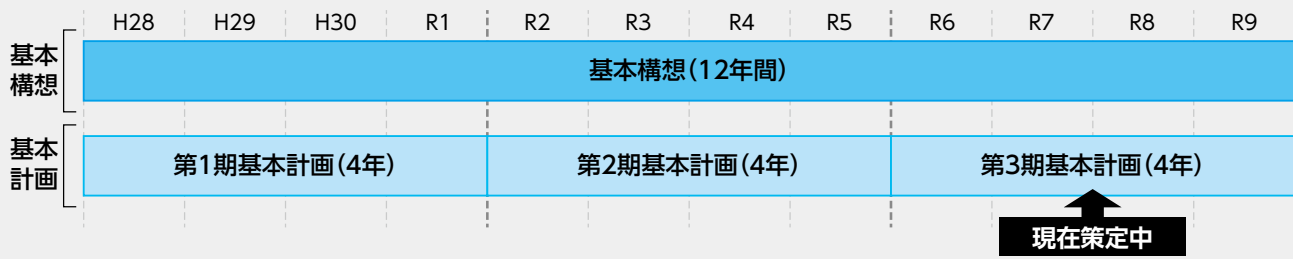 H28 H29 H30 R1 R2 R3 R4 R5 R6 R7 R8 R9
基本
構想
基本構想(12年間)
基本
計画
第1期基本計画(4年) 第2期基本計画(4年) 第3期基本計画(4年)
現在策定中